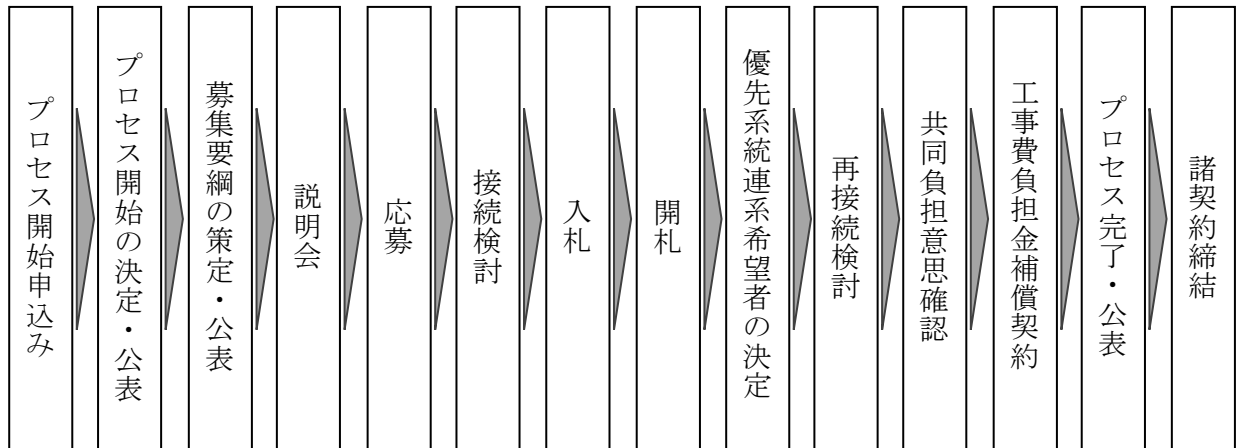 プロセス開始申込み
プロセス開始の決定・公表
募集要綱の策定・公表
説明会
応募
接続検討
入札
開札
優先系統連系希望者の決定
再接続検討
共同負担意思確認
工事費負担金補償契約
プロセス完了・公表
諸契約締結